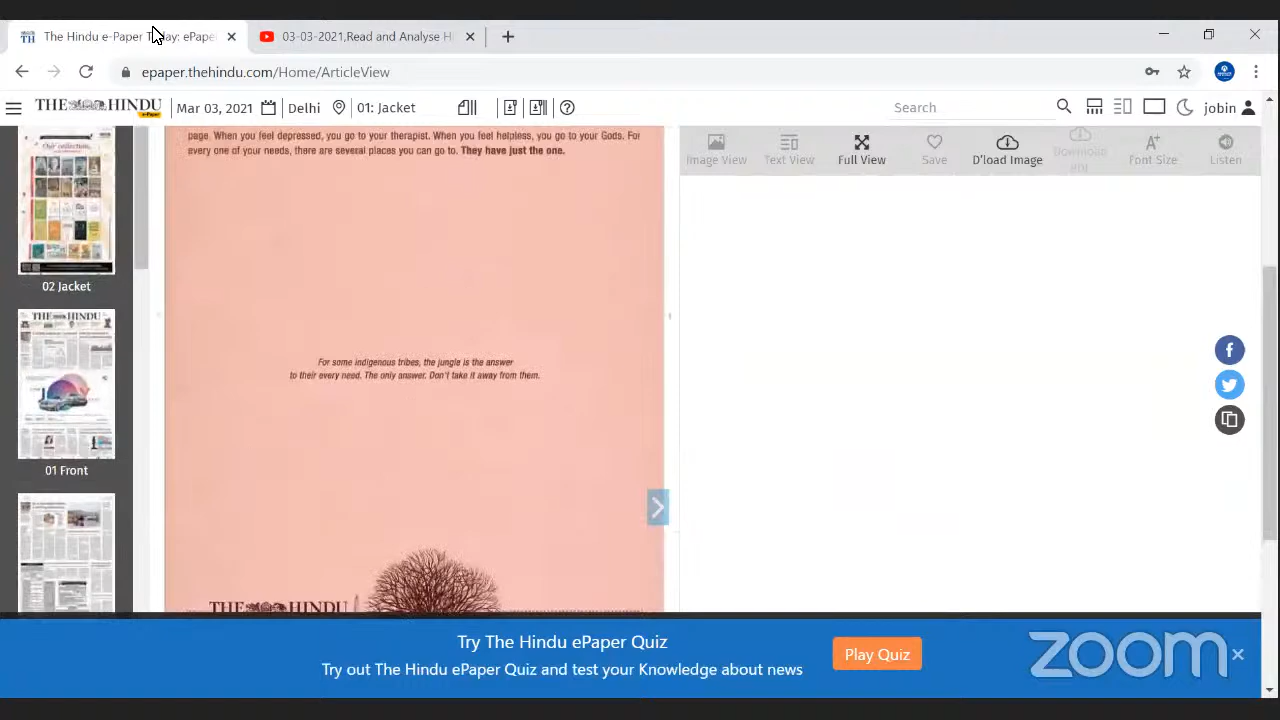 The Hindu e-Paper Today: ePape
03-03-2021,Read and Analyse H
epaper.thehindu.com/Home/ArticleView
THE HINDU
e-Paper
Mar 03, 2021
Delhi
01: Jacket
Search
jobin
Image View
Text View
Full View
Save
D'load Image
Download
Font Size
Listen
page. When you feel depressed, you go to your therapist. When you feel helpless, you go to your Gods. For
every one of your needs, there are several places you can go to. They have just the one.
For some indigenous tribes, the jungle is the answer
to their every need. The only answer. Don't take it away from them.
THE HINDU
Our collection,
02 Jacket
THE HINDU
01 Front
Try The Hindu ePaper Quiz
Try out The Hindu ePaper Quiz and test your Knowledge about news
Play Quiz
zoom